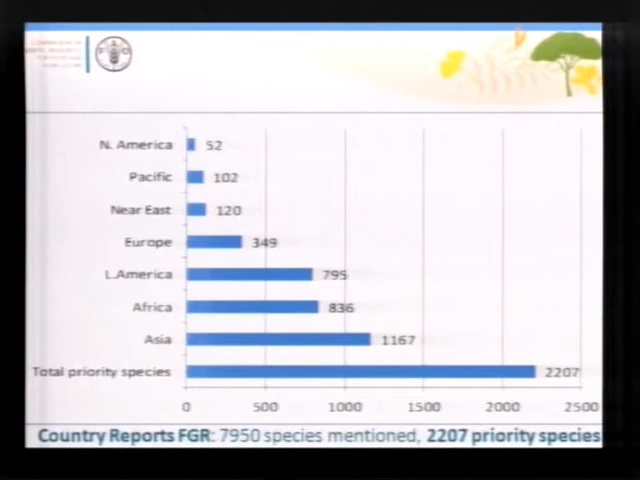 FAO
N. America 52
Pacific 102
Near East 120
Europe 349
L.America 795
Africa 836
Asia 1167
Total priority species 2207
0 500 1000 1500 2000 2500
Country Reports FGR: 7950 species mentioned, 2207 priority species